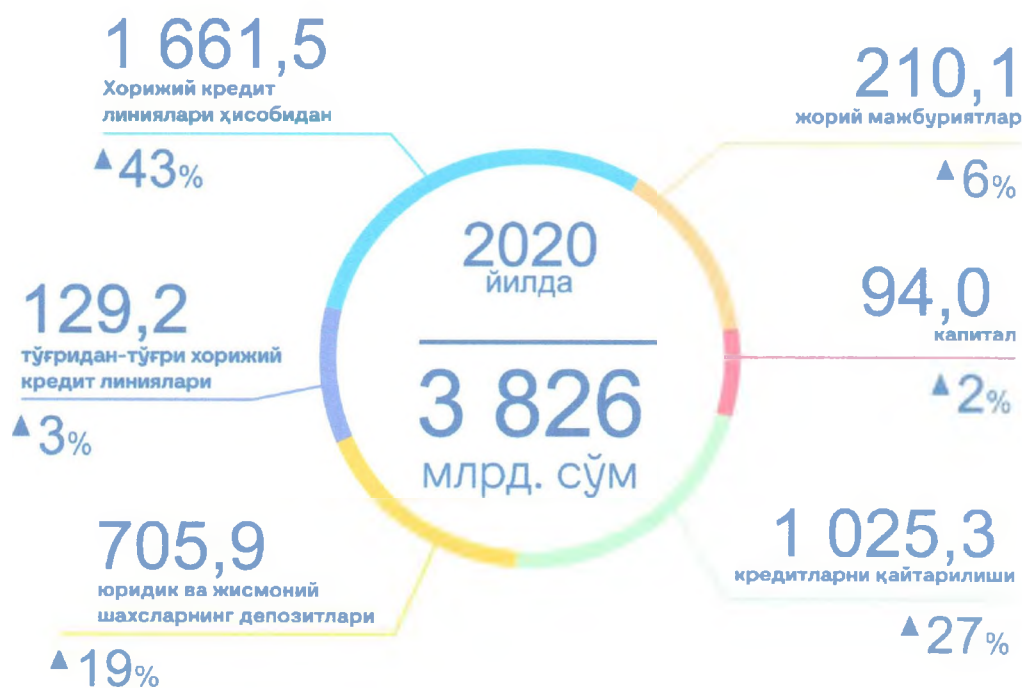 1 661,5
Хорижий кредит
линиялари ҳисобидан
▲43%
129,2
тўғридан-тўғри хорижий
кредит линиялари
▲3%
705,9
юридик ва жисмоний
шахсларнинг депозитлари
▲19%
2020
йилда
3 826
млрд. сўм
210,1
жорий мажбуриятлар
▲6%
94,0
капитал
▲2%
1 025,3
кредитларни қайтарилиши
▲27%